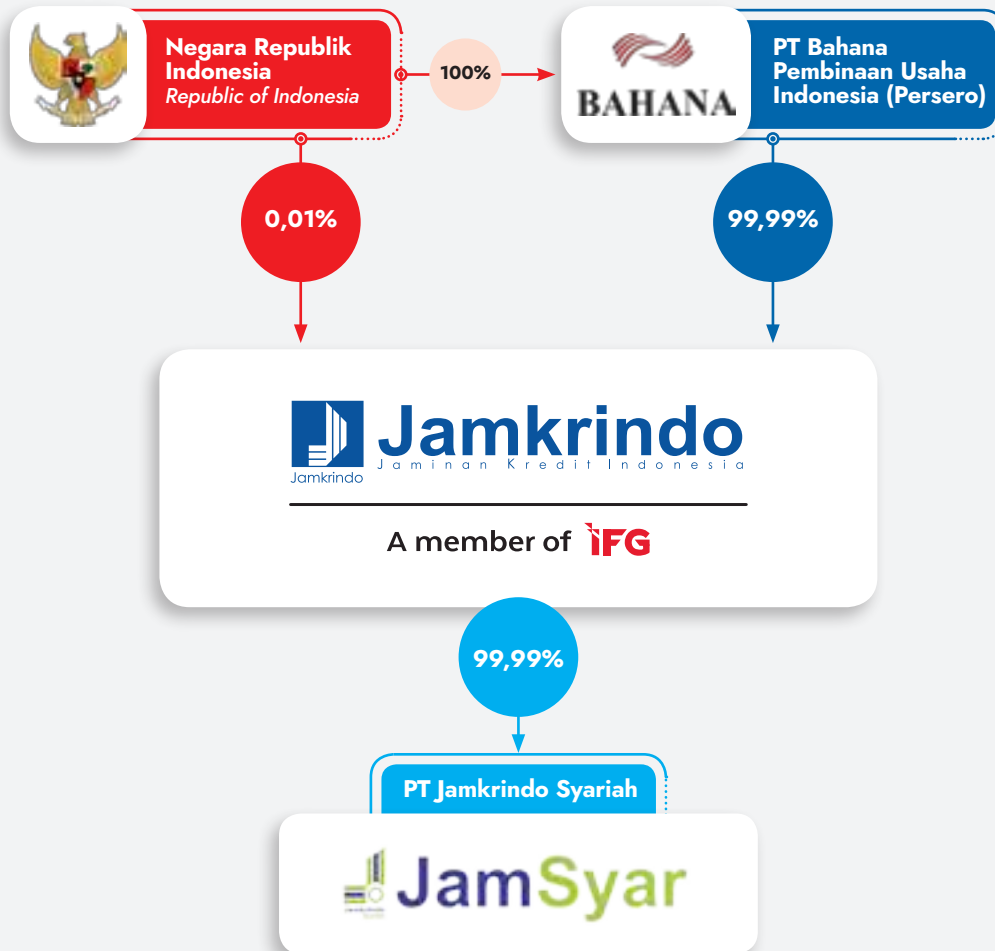 Negara Republik
Indonesia
Republic of Indonesia
100%
BAHANA
PT Bahana
Pembinaan Usaha
Indonesia (Persero)
0,01%
99,99%
Jamkrindo
Jaminan Kredit Indonesia
Jamkrindo
A member of IFG
99,99%
PT Jamkrindo Syariah
JamSyar